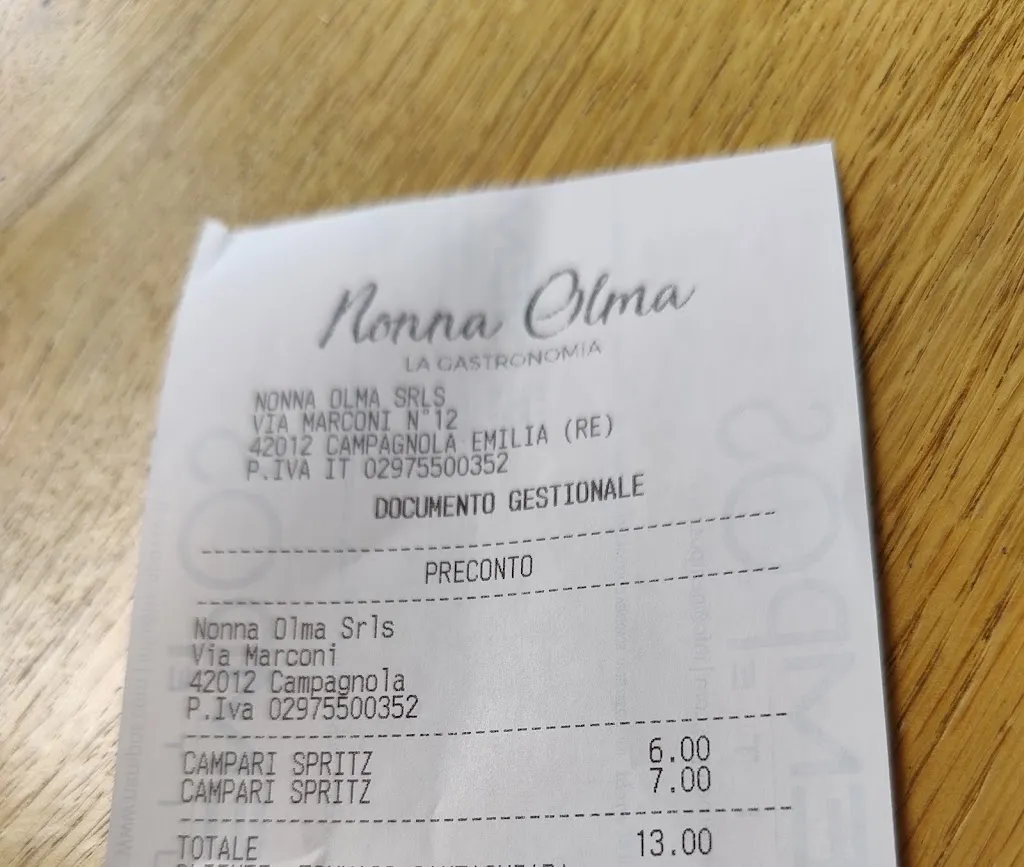 Nonna Olma
LA GASTRONOMIA
NONNA OLMA SRLS
VIA MARCONI N°12
42012 CAMPAGNOLA EMILIA (RE)
P.IVA IT 02975500352
DOCUMENTO GESTIONALE
PRECONTO
Nonna Olma Srls
Via Marconi
42012 Campagnola
P.Iva 02975500352
CAMPARI SPRITZ 6.00
CAMPARI SPRITZ 7.00
TOTALE 13.00